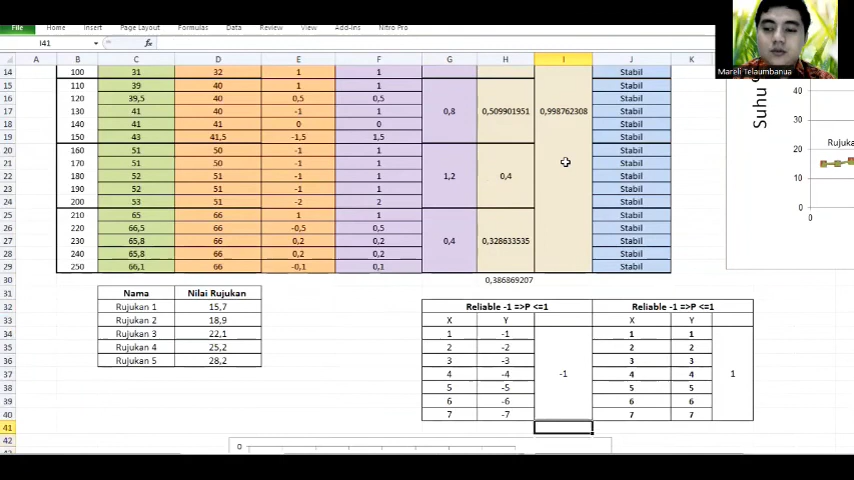 File Home Insert Page Layout Formulas Data Review View Add-Ins Nitro Pro
I41 fx
A B C D E F G H I J K
14 100 31 32 1 1 Stabil
15 110 39 40 1 1 Stabil
16 120 39,5 40 0,5 0,5 Stabil
17 130 41 40 -1 1 0,8 0,509901951 0,998762308 Stabil
18 140 41 41 0 0 Stabil
19 150 43 41,5 -1,5 1,5 Stabil
20 160 51 50 -1 1 Stabil
21 170 51 50 -1 1 Stabil
22 180 52 51 -1 1 1,2 0,4 Stabil
23 190 52 51 -1 1 Stabil
24 200 53 51 -2 2 Stabil
25 210 65 66 1 1 Stabil
26 220 66,5 66 -0,5 0,5 Stabil
27 230 65,8 66 0,2 0,2 0,4 0,328633535 Stabil
28 240 65,8 66 0,2 0,2 Stabil
29 250 66,1 66 -0,1 0,1 Stabil
30 0,386869207
31 Nama Nilai Rujukan
32 Rujukan 1 15,7 Reliable -1 =>P <=1 Reliable -1 =>P <=1
33 Rujukan 2 18,9 X Y X Y
34 Rujukan 3 22,1 1 -1 1 1
35 Rujukan 4 25,2 2 -2 2 2
36 Rujukan 5 28,2 3 -3 3 3
37 4 -4 -1 4 4 1
38 5 -5 5 5
39 6 -6 6 6
40 7 -7 7 7
41
42
0
Mareli Telaumbanua
Suhu
40
30
Rujuka
20
10
0
0